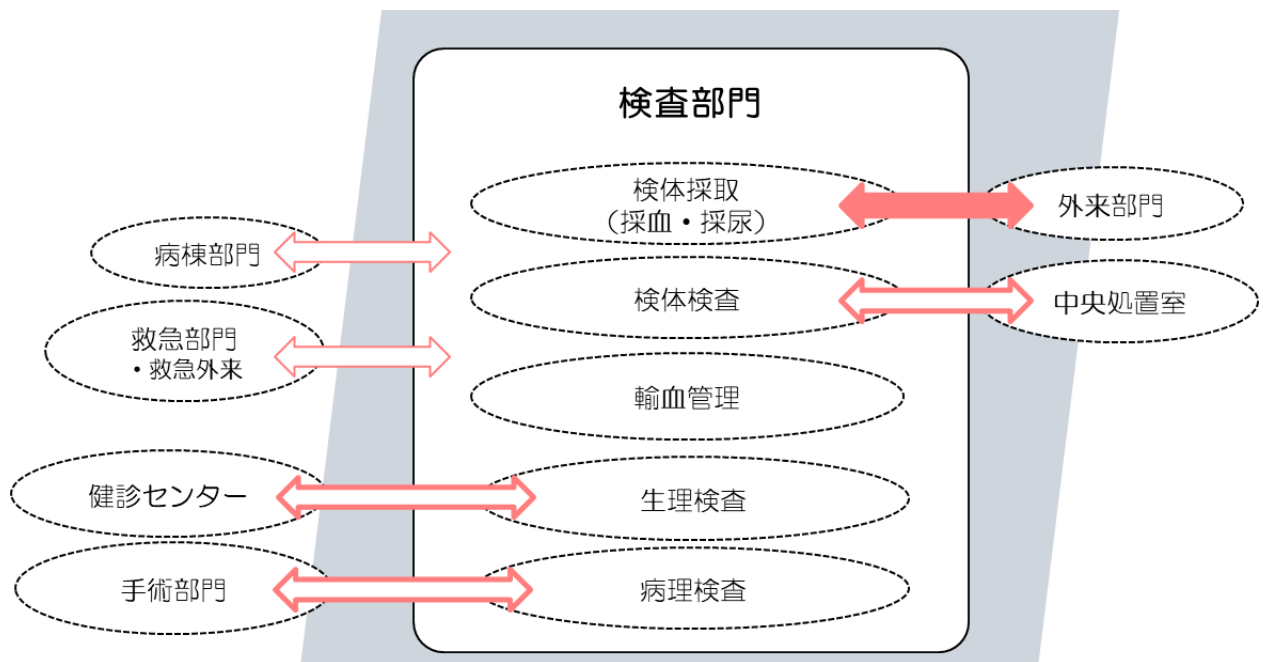 検査部門
検体採取
（採血・採尿）
外来部門
病棟部門
検体検査
中央処置室
救急部門
・救急外来
輸血管理
健診センター
生理検査
手術部門
病理検査